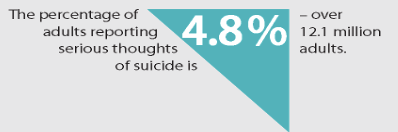 The percentage of
adults reporting
serious thoughts
of suicide is
4.8%
– over
12.1 million
adults.